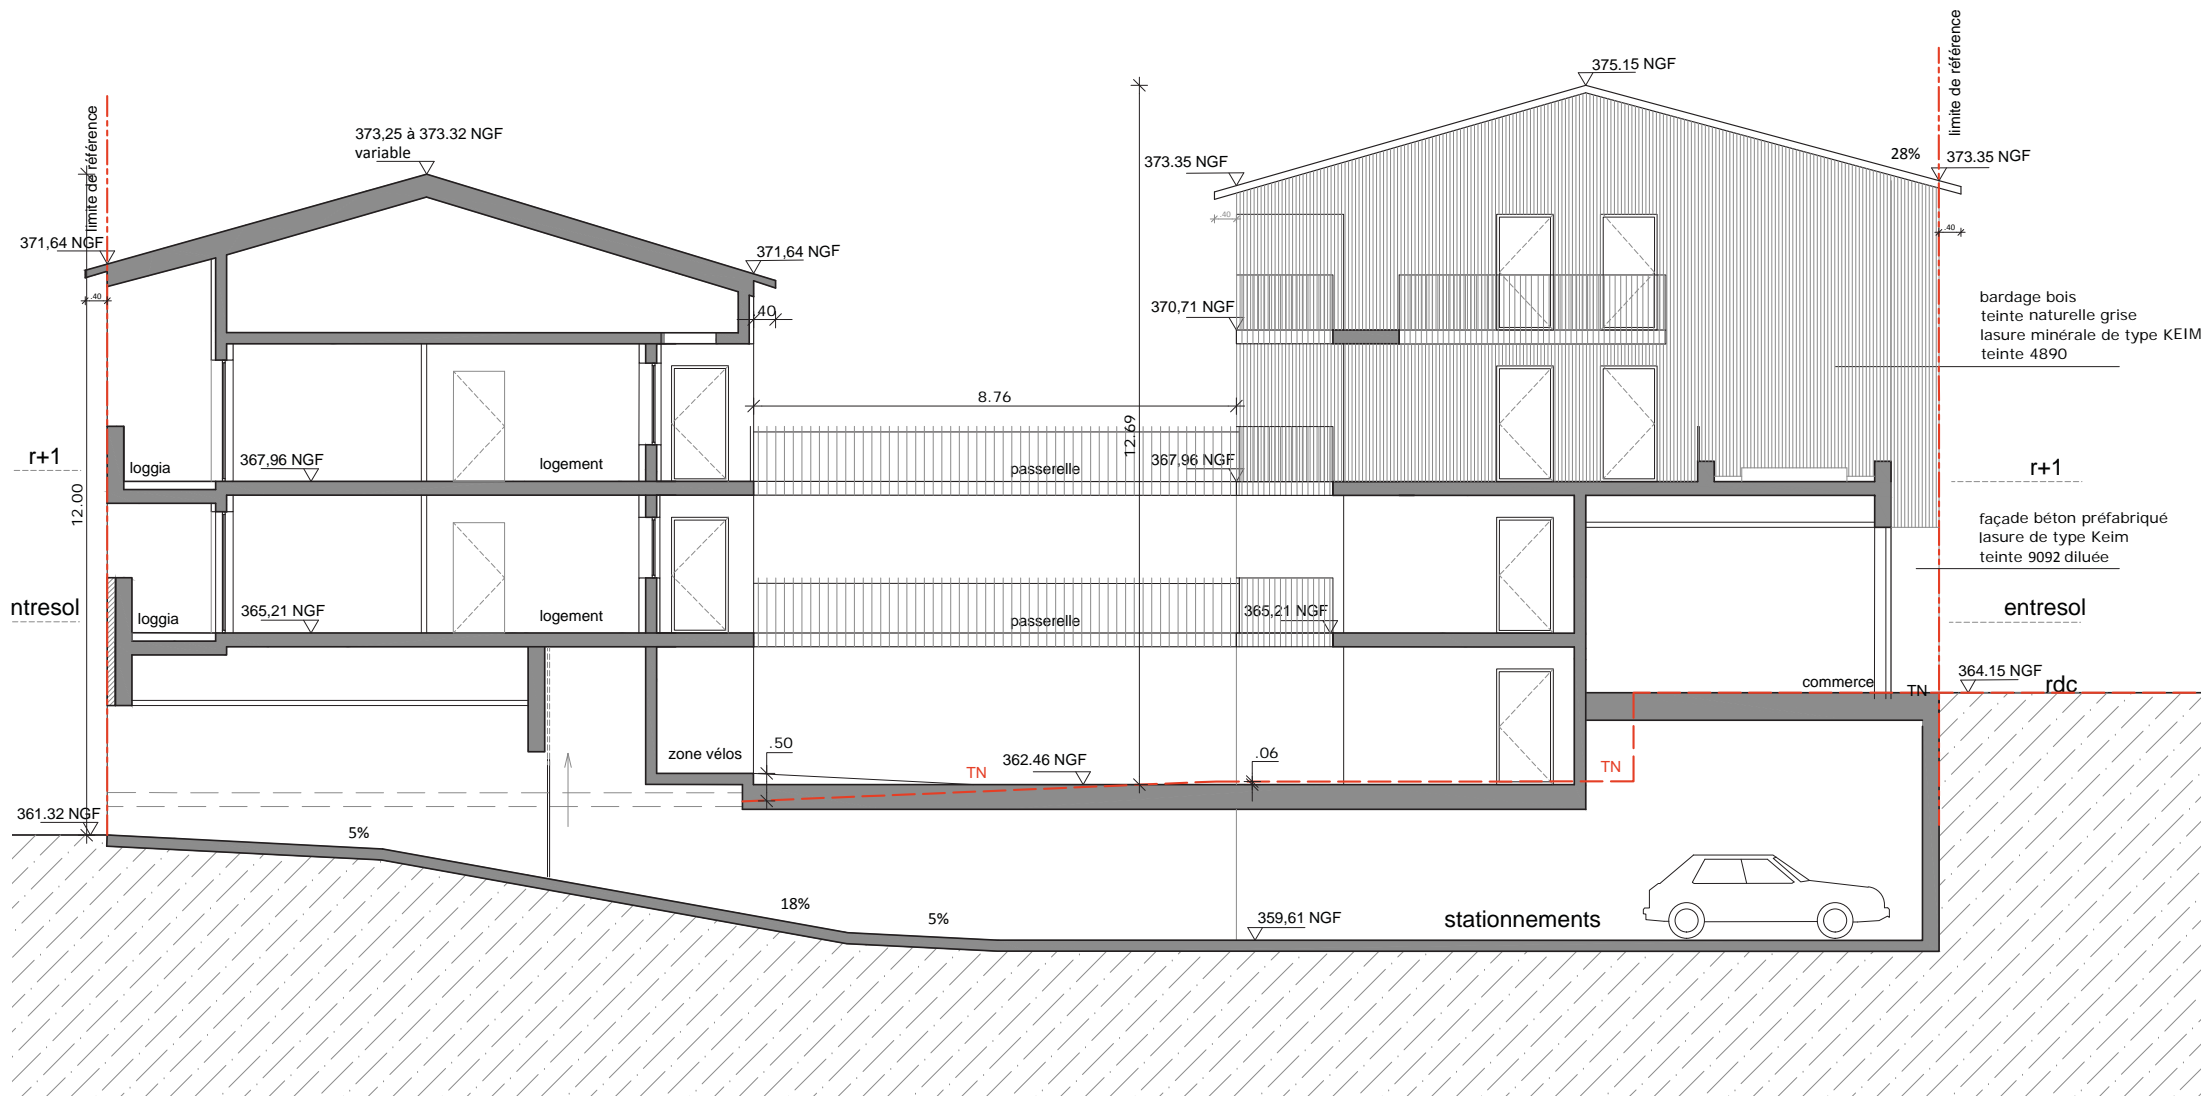 limite de référence
375.15 NGF
limite de référence
373,25 à 373.32 NGF
variable
373.35 NGF
28%
373.35 NGF
.40
.40
371,64 NGF
371,64 NGF
.40
.40
370,71 NGF
bardage bois
teinte naturelle grise
lasure minérale de type KEIM
teinte 4890
8.76
12.69
r+1
loggia
367,96 NGF
logement
passerelle
367,96 NGF
r+1
12.00
façade béton préfabriqué
lasure de type Keim
teinte 9092 diluée
ntresol
loggia
365,21 NGF
logement
passerelle
365,21 NGF
entresol
364.15 NGF
commerce
TN
rdc
zone vélos
.50
TN
362.46 NGF
.06
TN
361.32 NGF
5%
18%
5%
359,61 NGF
stationnements